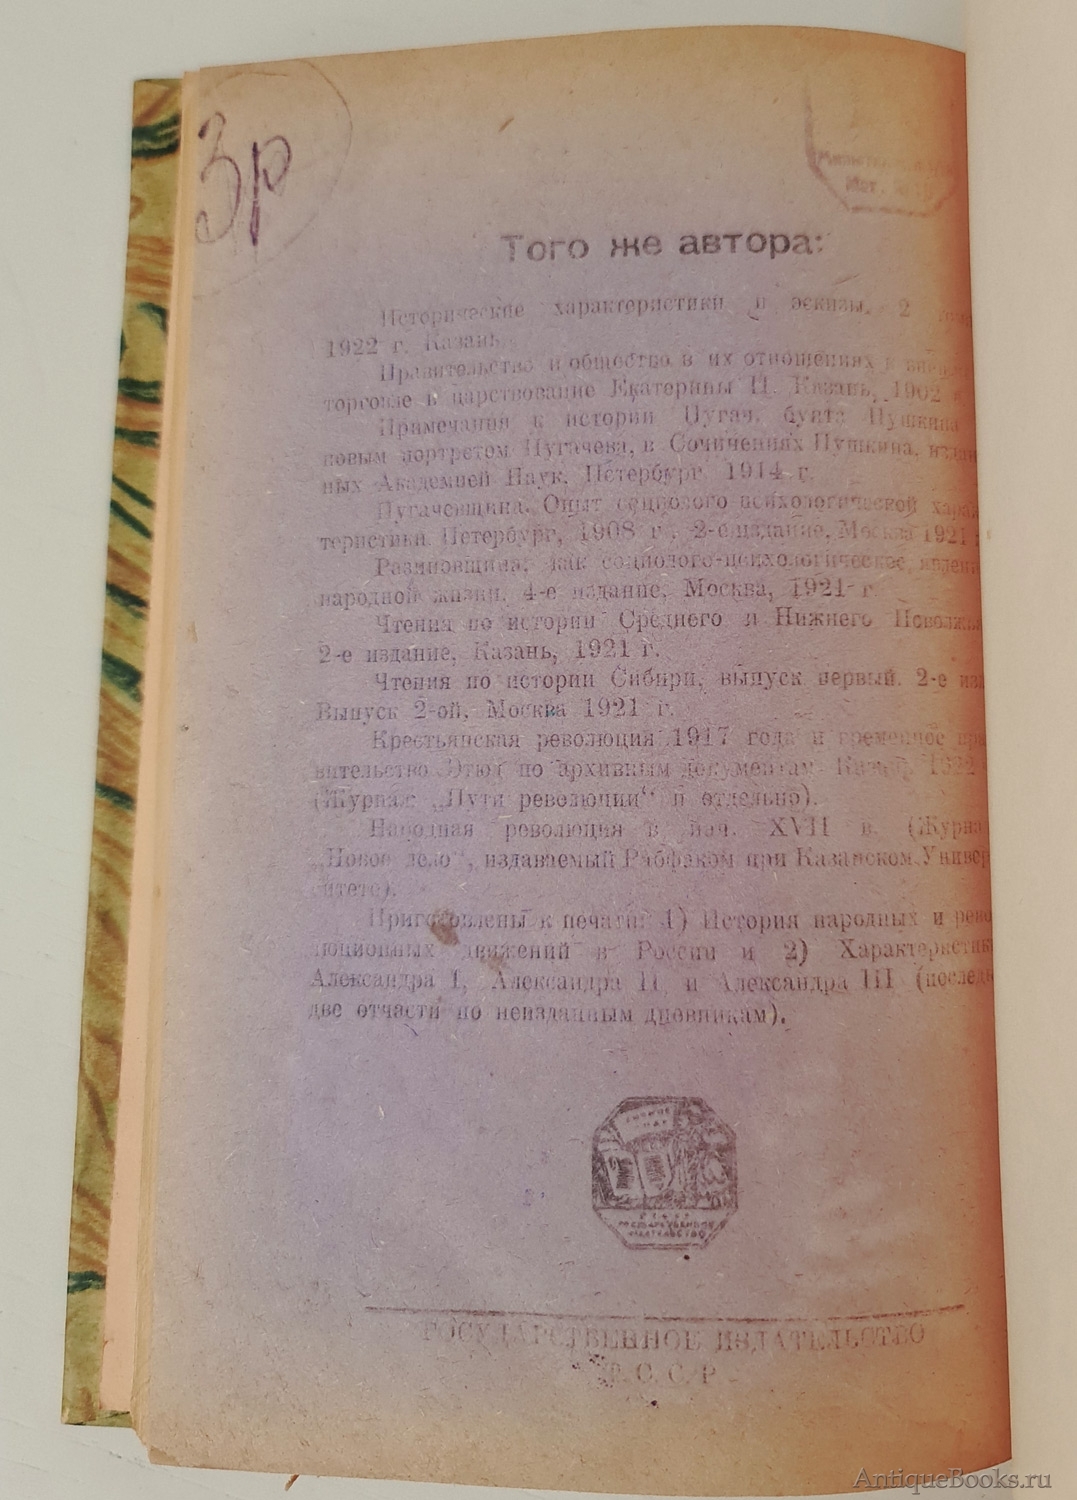 3р
Того же автора:
Исторические характеристики и эскизы. 2
1922 г. Казань.
Правительство и общество в их отношениях к
торговле в царствование Екатерины II. Казань, 1902
Примечания к истории Пугач. бунта Пушкина
новым портретом Пугачева, в Сочинениях Пушкина, издан
ных Академией Наук. Петербург 1914 г.
Пугачевщина. Опыт социолого психологической харак
теристики. Петербург, 1908 г., 2-е издание, Москва 1921 г
Разиновщина, как социолого-психологическое явлен
народной жизни. 4-е издание, Москва, 1921 г.
Чтения по истории Среднего и Нижнего Поволжья
2-е издание, Казань, 1921 г.
Чтения по истории Сибири, выпуск первый. 2-е изд
Выпуск 2-ой, Москва 1921 г.
Крестьянская революция 1917 года и временное пра
вительство Этюд по архивным документам. Казань, 1922
(Журнал „Пути революции“ и отдельно).
Народная революция в нач. XVII в. (Журнал
„Новое дело“, издаваемый Рабфаком при Казанском Универ
ситете).
Приготовлены к печати: 1) История народных и рево
люционных движений в России и 2) Характеристики
Александра I, Александра II и Александра III (последн
две отчасти по неизданным дневникам).
ГОСУДАРСТВЕННОЕ
ИЗДАТЕЛЬСТВО
ГОСУДАРСТВЕННОЕ ИЗДАТЕЛЬСТВО
С. С. Р
AntiqueBooks.ru